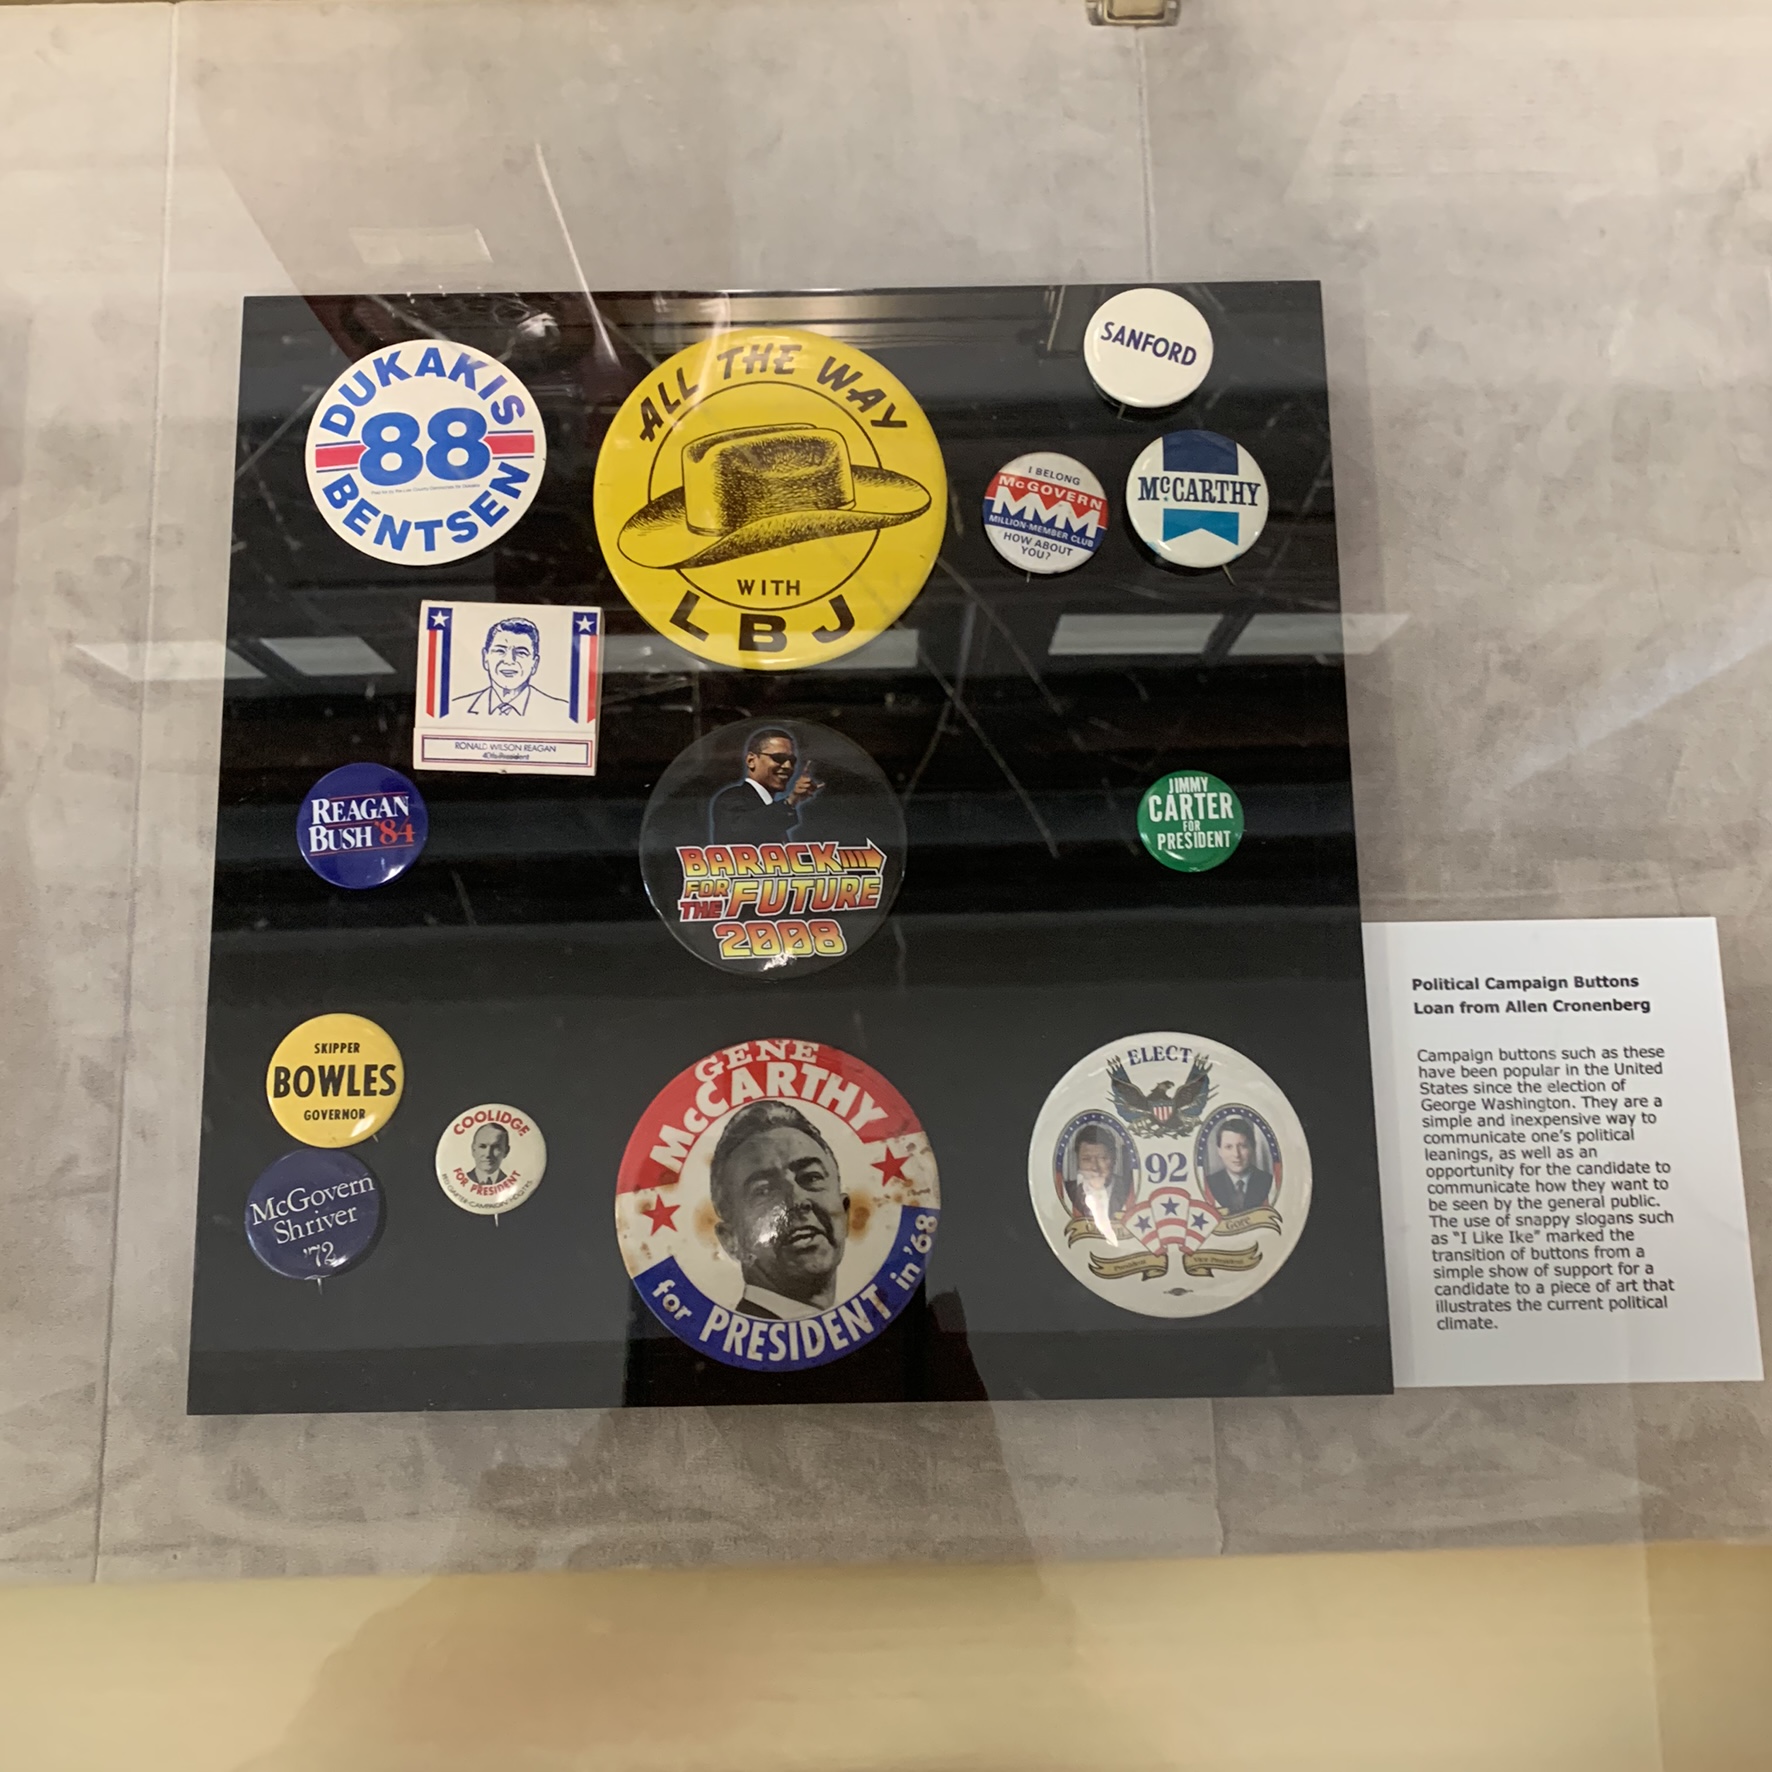 DUKAKIS
88
BENTSEN
ALL THE WAY
WITH
LBJ
SANFORD
I BELONG
McGOVERN
MMM
MILLION-MEMBER CLUB
HOW ABOUT
YOU?
McCARTHY
RONALD WILSON REAGAN
40th President
REAGAN
BUSH '84
BARACK
FOR
THE FUTURE
2008
JIMMY
CARTER
FOR
PRESIDENT
SKIPPER
BOWLES
GOVERNOR
McGovern
Shriver
'72
COOLIDGE
FOR PRESIDENT
GENE
McCARTHY
for PRESIDENT in '68
ELECT
92
Gore
President
Vice President
Political Campaign Buttons
Loan from Allen Cronenberg
Campaign buttons such as these
have been popular in the United
States since the election of
George Washington. They are a
simple and inexpensive way to
communicate one's political
leanings, as well as an
opportunity for the candidate to
communicate how they want to
be seen by the general public.
The use of snappy slogans such
as "I Like Ike" marked the
transition of buttons from a
simple show of support for a
candidate to a piece of art that
illustrates the current political
climate.